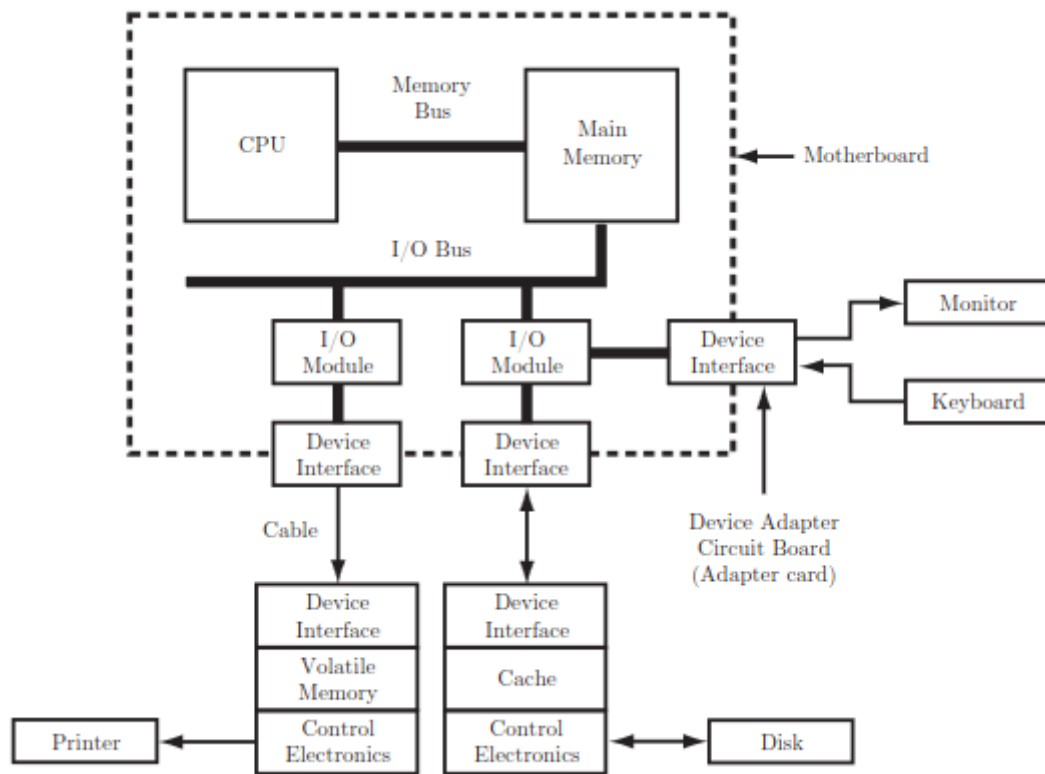 Memory
Bus
CPU
Main
Memory
Motherboard
I/O Bus
Monitor
I/O
Module
I/O
Module
Device
Interface
Keyboard
Device
Interface
Device
Interface
Cable
Device Adapter
Circuit Board
(Adapter card)
Device
Interface
Device
Interface
Volatile
Memory
Cache
Printer
Control
Electronics
Control
Electronics
Disk